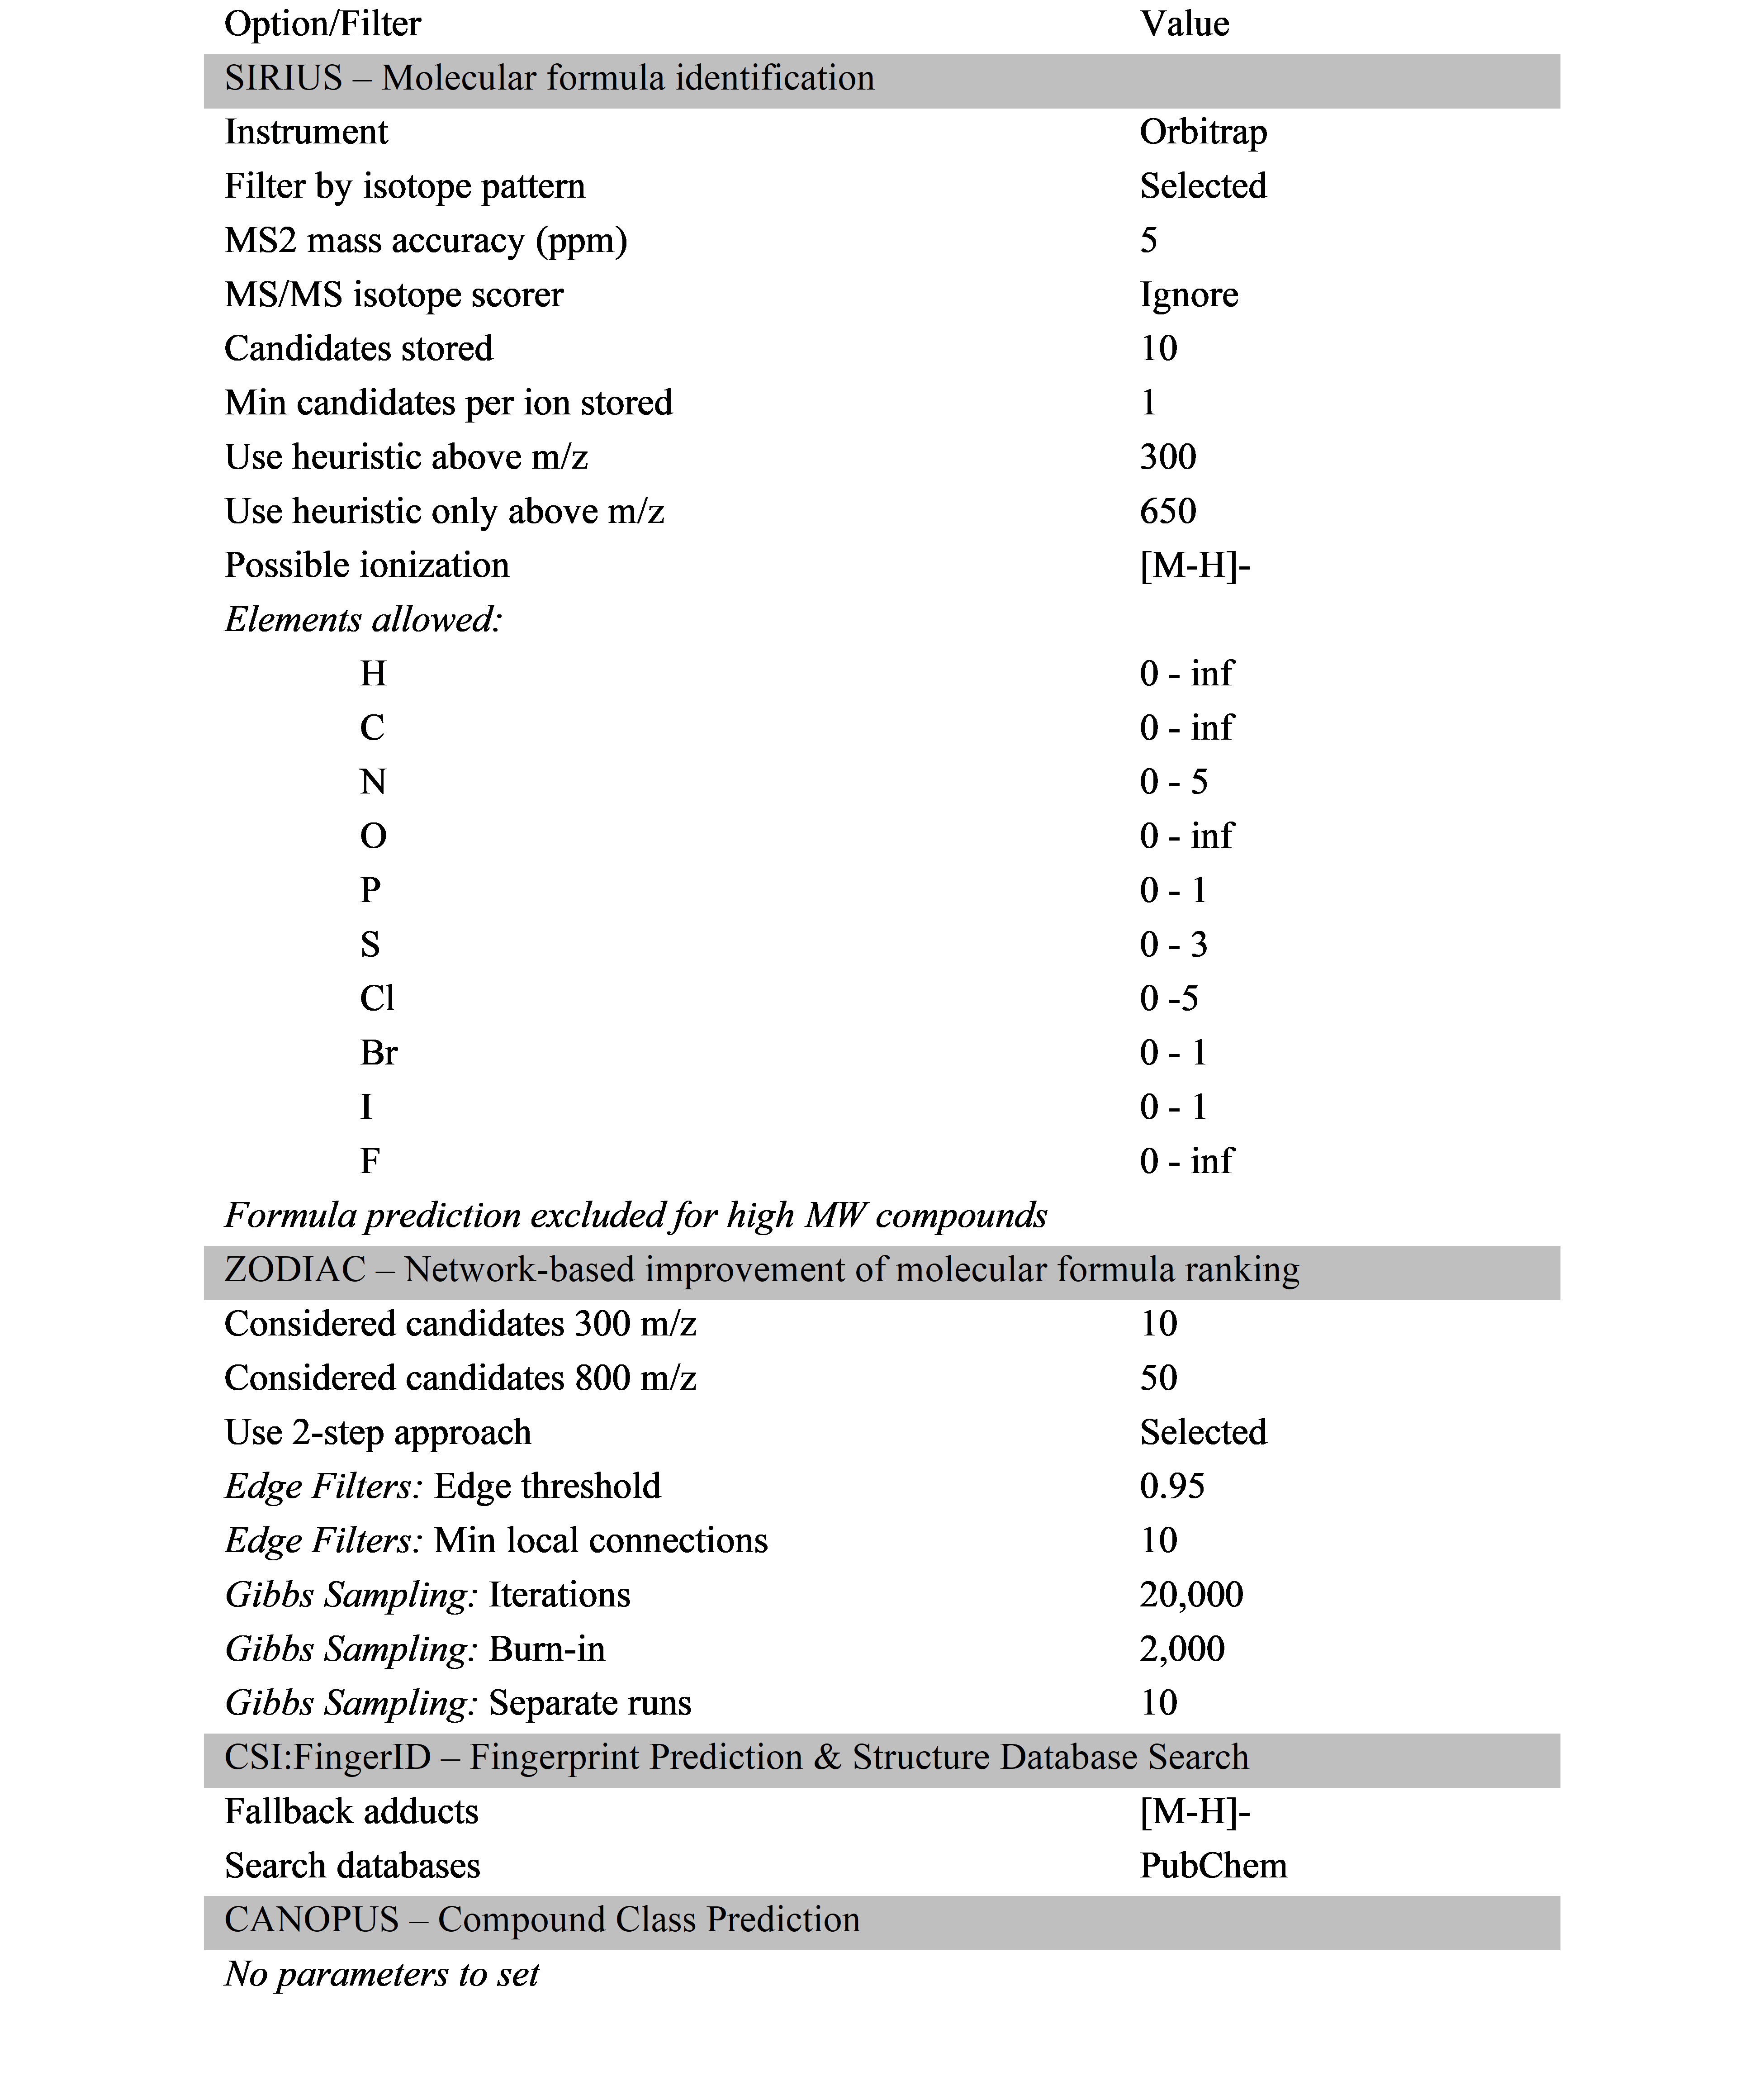 Option/Filter Value
SIRIUS – Molecular formula identification
Instrument Orbitrap
Filter by isotope pattern Selected
MS2 mass accuracy (ppm) 5
MS/MS isotope scorer Ignore
Candidates stored 10
Min candidates per ion stored 1
Use heuristic above m/z 300
Use heuristic only above m/z 650
Possible ionization [M-H]-
Elements allowed:
H 0 - inf
C 0 - inf
N 0 - 5
O 0 - inf
P 0 - 1
S 0 - 3
Cl 0 -5
Br 0 - 1
I 0 - 1
F 0 - inf
Formula prediction excluded for high MW compounds
ZODIAC – Network-based improvement of molecular formula ranking
Considered candidates 300 m/z 10
Considered candidates 800 m/z 50
Use 2-step approach Selected
Edge Filters: Edge threshold 0.95
Edge Filters: Min local connections 10
Gibbs Sampling: Iterations 20,000
Gibbs Sampling: Burn-in 2,000
Gibbs Sampling: Separate runs 10
CSI:FingerID – Fingerprint Prediction & Structure Database Search
Fallback adducts [M-H]-
Search databases PubChem
CANOPUS – Compound Class Prediction
No parameters to set